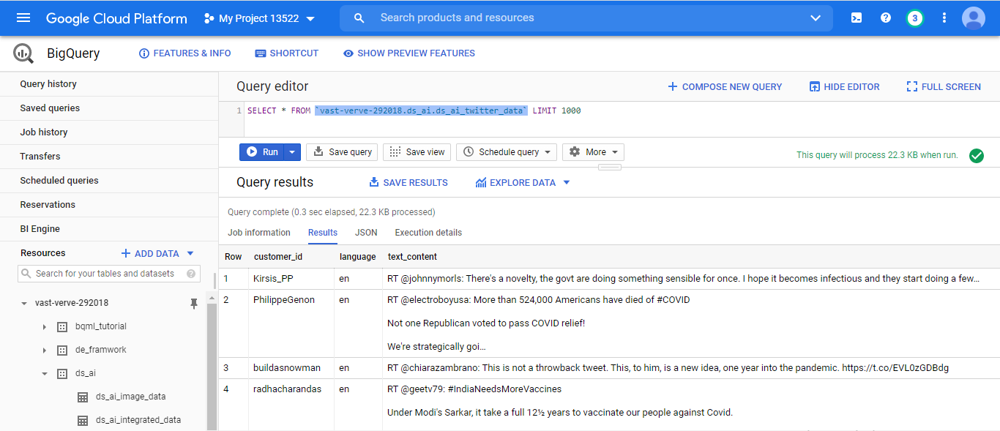 Google Cloud Platform My Project 13522 Search products and resources 3
BigQuery FEATURES & INFO SHORTCUT SHOW PREVIEW FEATURES
Query history
Saved queries
Job history
Transfers
Scheduled queries
Reservations
BI Engine
Resources ADD DATA
Search for your tables and datasets
vast-verve-292018
bqml_tutorial
de_framwork
ds_ai
ds_ai_image_data
ds_ai_integrated_data
Query editor COMPOSE NEW QUERY HIDE EDITOR FULL SCREEN
1 SELECT * FROM `vast-verve-292018.ds_ai.ds_ai_twitter_data` LIMIT 1000
Run Save query Save view Schedule query More This query will process 22.3 KB when run.
Query results SAVE RESULTS EXPLORE DATA
Query complete (0.3 sec elapsed, 22.3 KB processed)
Job information Results JSON Execution details
Row customer_id language text_content
1 Kirsis_PP en RT @johnnymorls: There's a novelty, the govt are doing something sensible for once. I hope it becomes infectious and they start doing a few…
2 PhilippeGenon en RT @electroboyusa: More than 524,000 Americans have died of #COVID
Not one Republican voted to pass COVID relief!
We're strategically goi…
3 buildasnowman en RT @chiarazambrano: This is not a throwback tweet. This, to him, is a new idea, one year into the pandemic. https://t.co/EVL0zGDBdg
4 radhacharandas en RT @geetv79: #IndiaNeedsMoreVaccines
Under Modi's Sarkar, it take a full 12½ years to vaccinate our people against Covid.